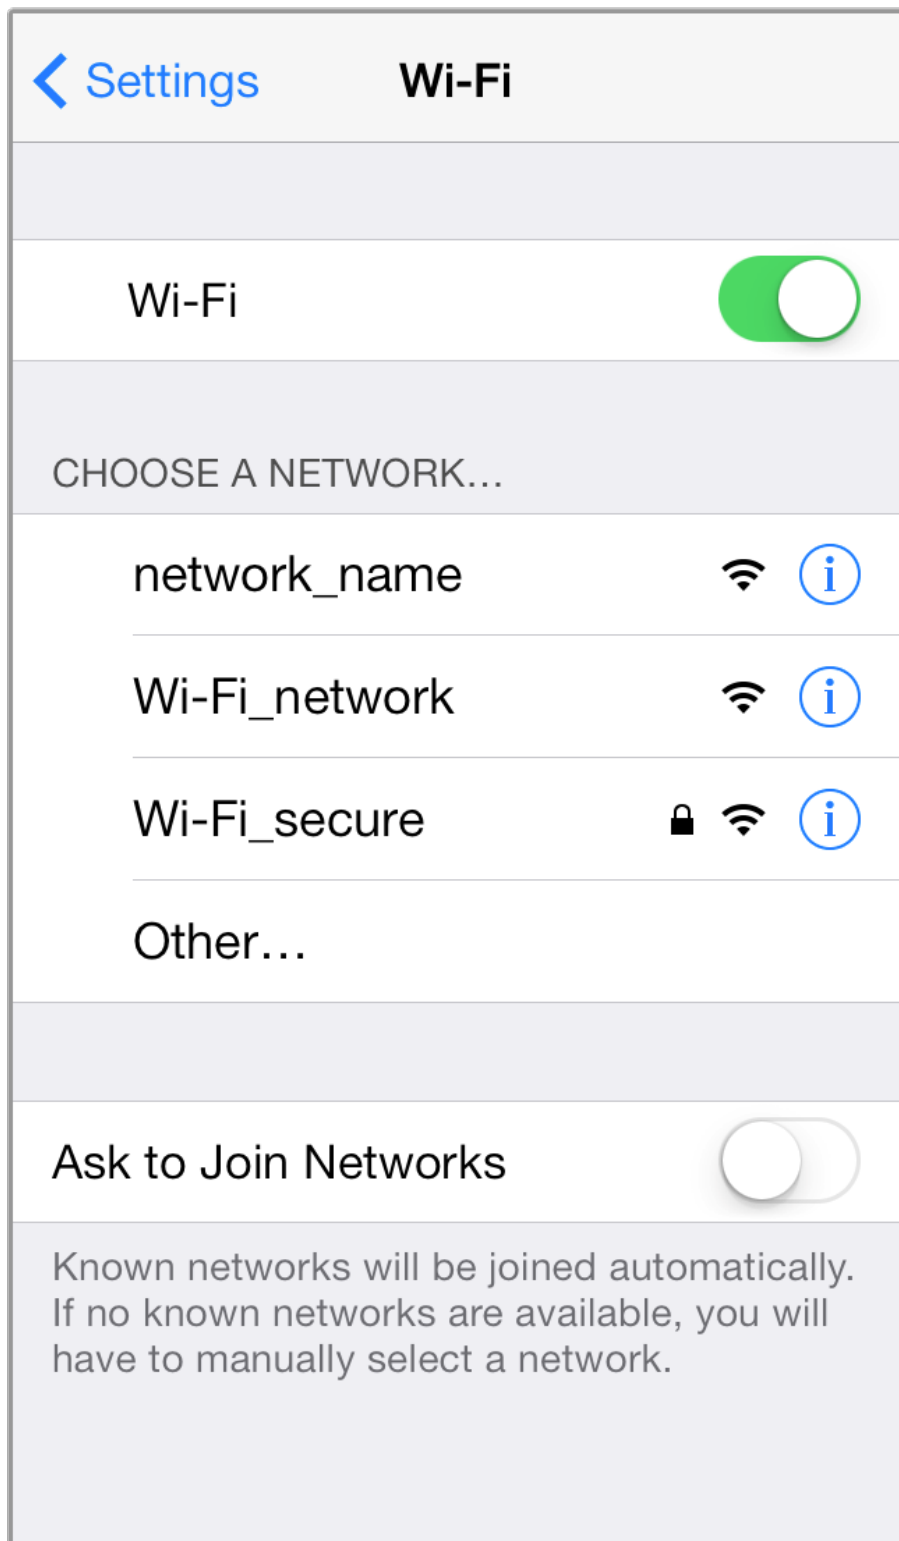 Settings Wi-Fi
Wi-Fi
CHOOSE A NETWORK...
network_name
Wi-Fi_network
Wi-Fi_secure
Other...
Ask to Join Networks
Known networks will be joined automatically.
If no known networks are available, you will
have to manually select a network.